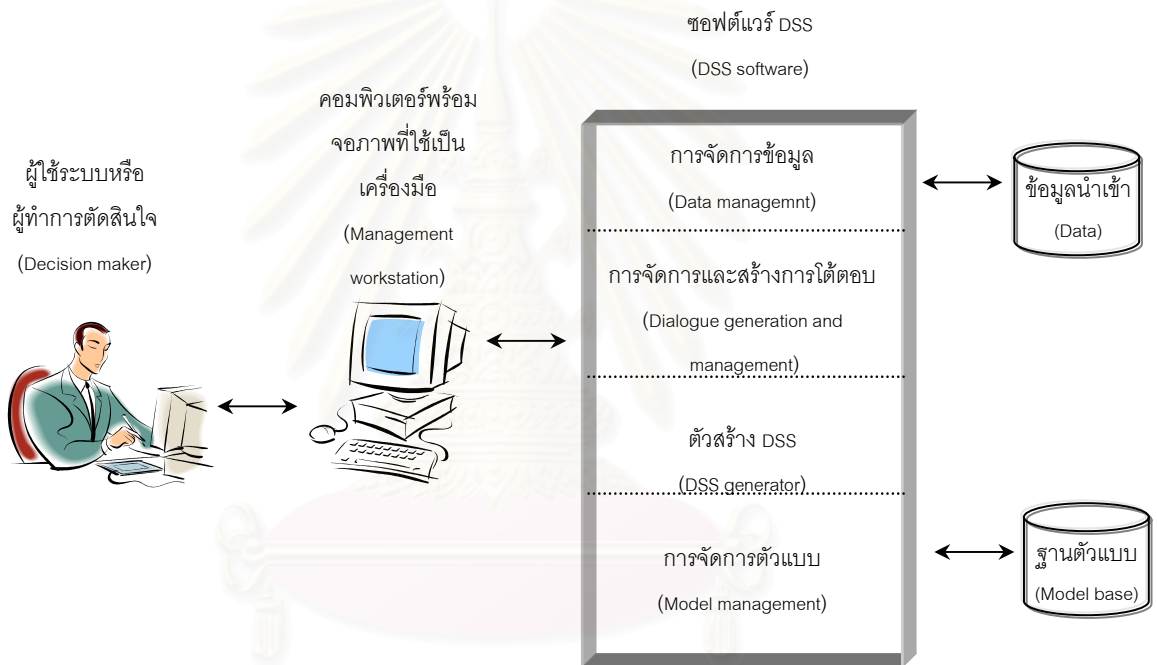 ซอฟต์แวร์ DSS
(DSS software)
ผู้ใช้ระบบหรือ
ผู้ทำการตัดสินใจ
(Decision maker)
คอมพิวเตอร์พร้อม
จอภาพที่ใช้เป็น
เครื่องมือ
(Management
workstation)
การจัดการข้อมูล
(Data managemnt)
การจัดการและสร้างการโต้ตอบ
(Dialogue generation and
management)
ตัวสร้าง DSS
(DSS generator)
การจัดการตัวแบบ
(Model management)
ข้อมูลนำเข้า
(Data)
ฐานตัวแบบ
(Model base)